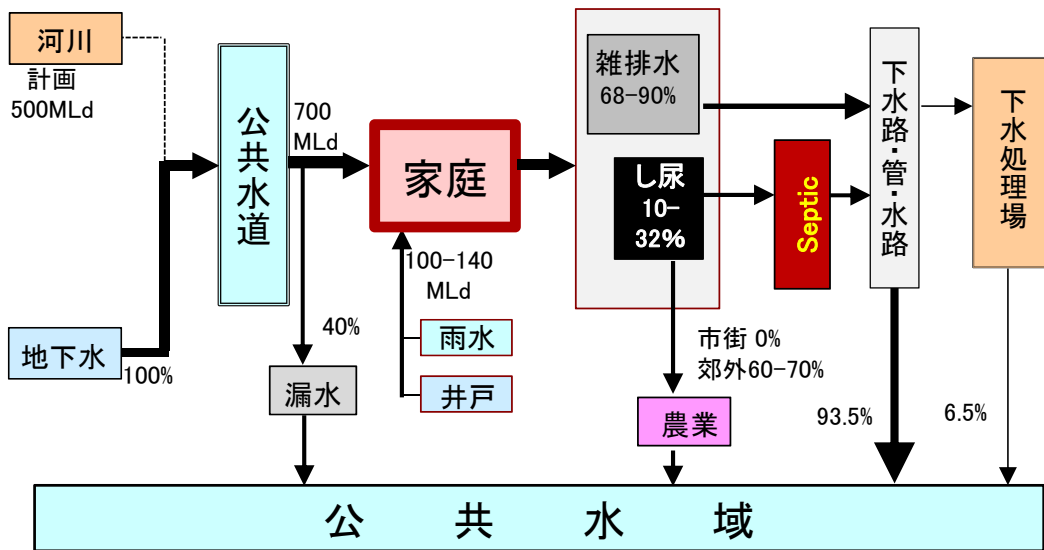 河川
計画
500MLd
公共水道
700
MLd
家庭
100-140
MLd
雨水
井戸
地下水
100%
40%
漏水
雑排水
68-90%
し尿
10-
32%
Septic
下水路・管・水路
下水処理場
市街 0%
郊外60-70%
農業
93.5%
6.5%
公共水域